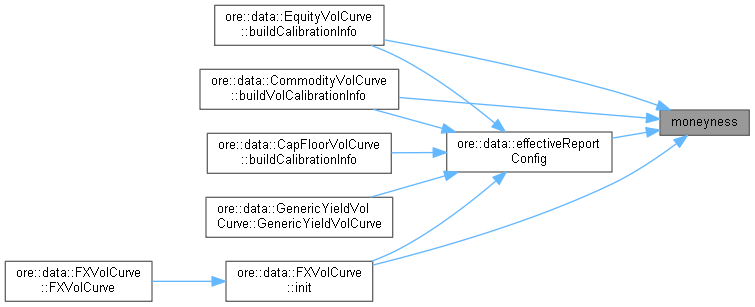 ore::data::EquityVolCurve
::buildCalibrationInfo
ore::data::CommodityVolCurve
::buildVolCalibrationInfo
moneyness
ore::data::CapFloorVolCurve
::buildCalibrationInfo
ore::data::effectiveReport
Config
ore::data::GenericYieldVol
Curve::GenericYieldVolCurve
ore::data::FXVolCurve
::FXVolCurve
ore::data::FXVolCurve
::init